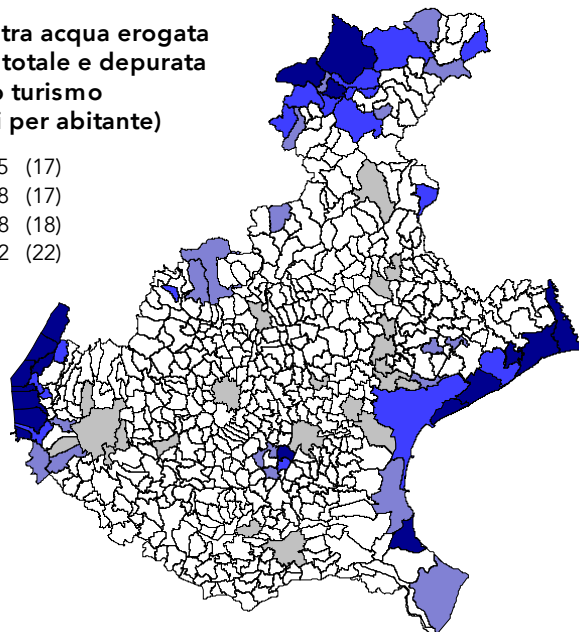 tra acqua erogata
totale e depurata
o turismo
i per abitante)
5 (17)
8 (17)
8 (18)
2 (22)